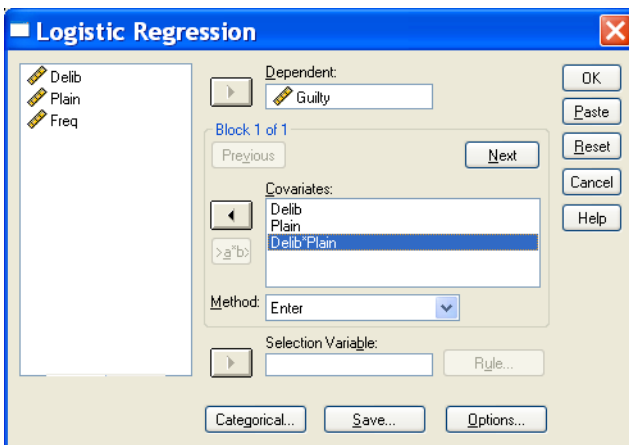 Logistic Regression
Delib
Plain
Freq
Dependent:
Guilty
Block 1 of 1
Previous
Next
Covariates:
Delib
Plain
Delib*Plain
>a*b>
Method:
Enter
Selection Variable:
Rule...
Categorical...
Save...
Options...
OK
Paste
Reset
Cancel
Help